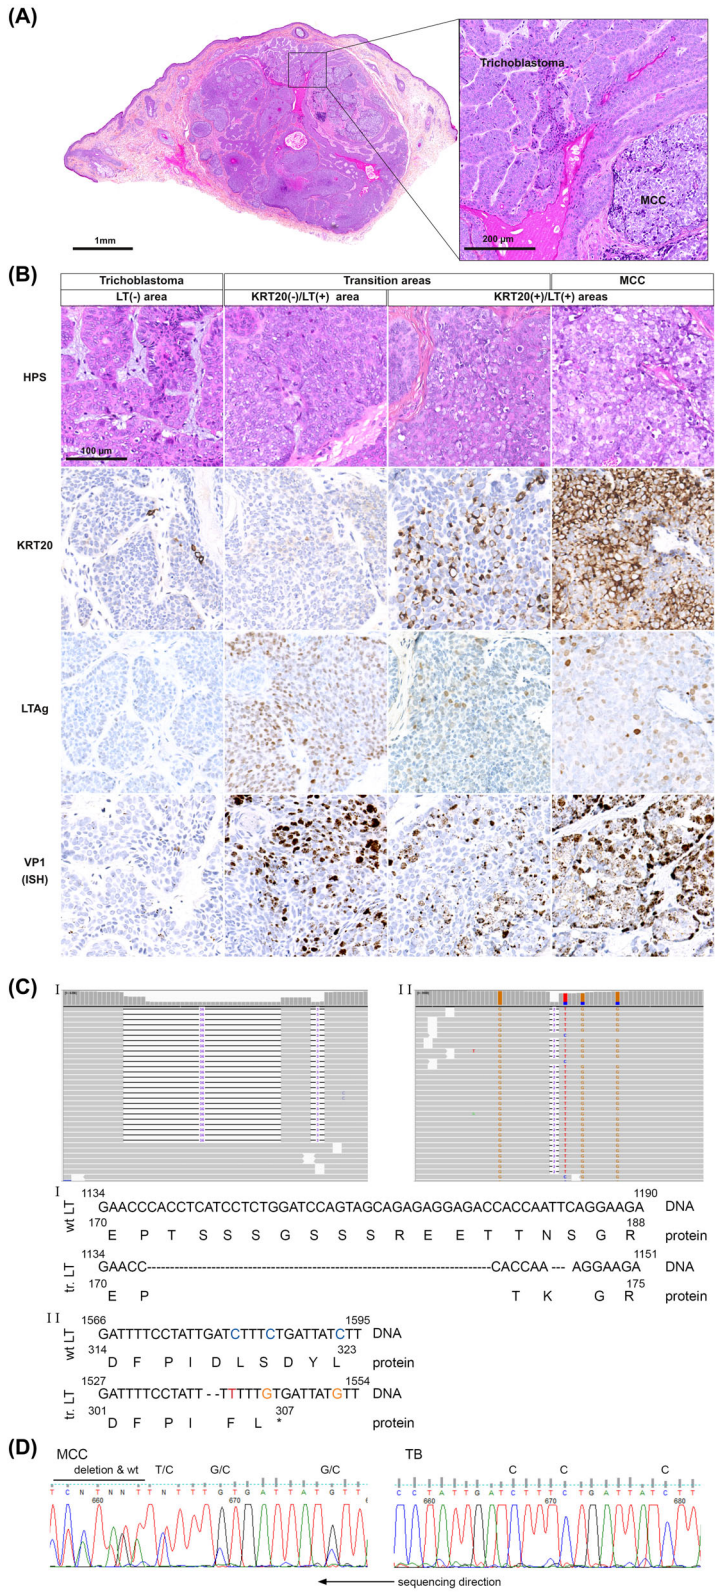 (A)
Trichoblastoma
MCC
1mm
200 µm
(B)
Trichoblastoma Transition areas MCC
LT(-) area KRT20(-)/LT(+) area KRT20(+)/LT(+) areas
HPS
100 µm
KRT20
LTAg
VP1
(ISH)
(C)
I II
I
1134 1190
wt LT GAACCCACCTCATCCTCTGGATCCAGTAGCAGAGAGGAGACCACCAATTCAGGAAGA DNA
170 188
E P T S S S G S S S R E E T T N S G R protein
1134 1151
tr. LT GAACC---------------------------------------------------------CACCAA ---- AGGAAGA DNA
170 175
E P T K G R protein
II
1566 1595
wt LT GATTTTCCTATTGATCTTTCTGATTATCTT DNA
314 323
D F P I D L S D Y L protein
1527 1554
tr. LT GATTTTCCTATT --TTTTTGTGATTATGTT DNA
301 307
D F P I F L * protein
(D)
MCC TB
deletion & wt T/C G/C G/C C C C
T C N T N N T T N T T T G T G A T T A T G T T C C T A T T G A T C T T T C T G A T T A T C T T
660 670 660 670 680
sequencing direction